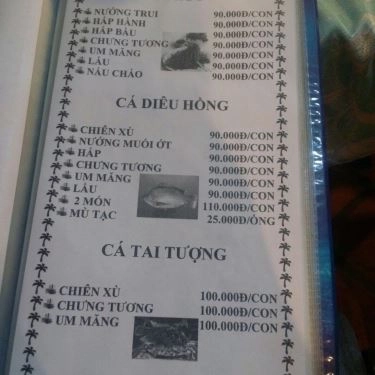 NƯỚNG TRUI 90.000Đ/CON
HẤP HÀNH 90.000Đ/CON
HẤP BẦU 90.000Đ/CON
CHƯNG TƯƠNG 90.000Đ/CON
UM MĂNG 90.000Đ/CON
LẨU 90.000Đ/CON
NẤU CHÁO 90.000Đ/CON
CÁ DIÊU HỒNG
CHIÊN XÙ 90.000Đ/CON
NƯỚNG MUỐI ỚT 90.000Đ/CON
HẤP 90.000Đ/CON
CHƯNG TƯƠNG 90.000Đ/CON
UM MĂNG 90.000Đ/CON
LẨU 90.000Đ/CON
2 MÓN 110.000Đ/CON
MÙ TẠC 25.000Đ/ỐNG
CÁ TAI TƯỢNG
CHIÊN XÙ 100.000Đ/CON
CHƯNG TƯƠNG 100.000Đ/CON
UM MĂNG 100.000Đ/CON